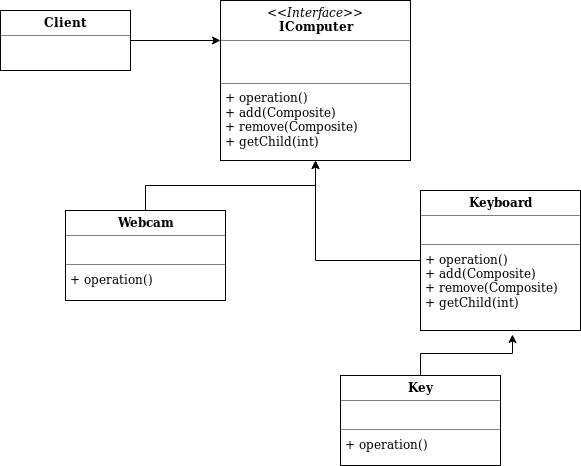 Client
<<Interface>>
IComputer
+ operation()
+ add(Composite)
+ remove(Composite)
+ getChild(int)
Webcam
+ operation()
Keyboard
+ operation()
+ add(Composite)
+ remove(Composite)
+ getChild(int)
Key
+ operation()